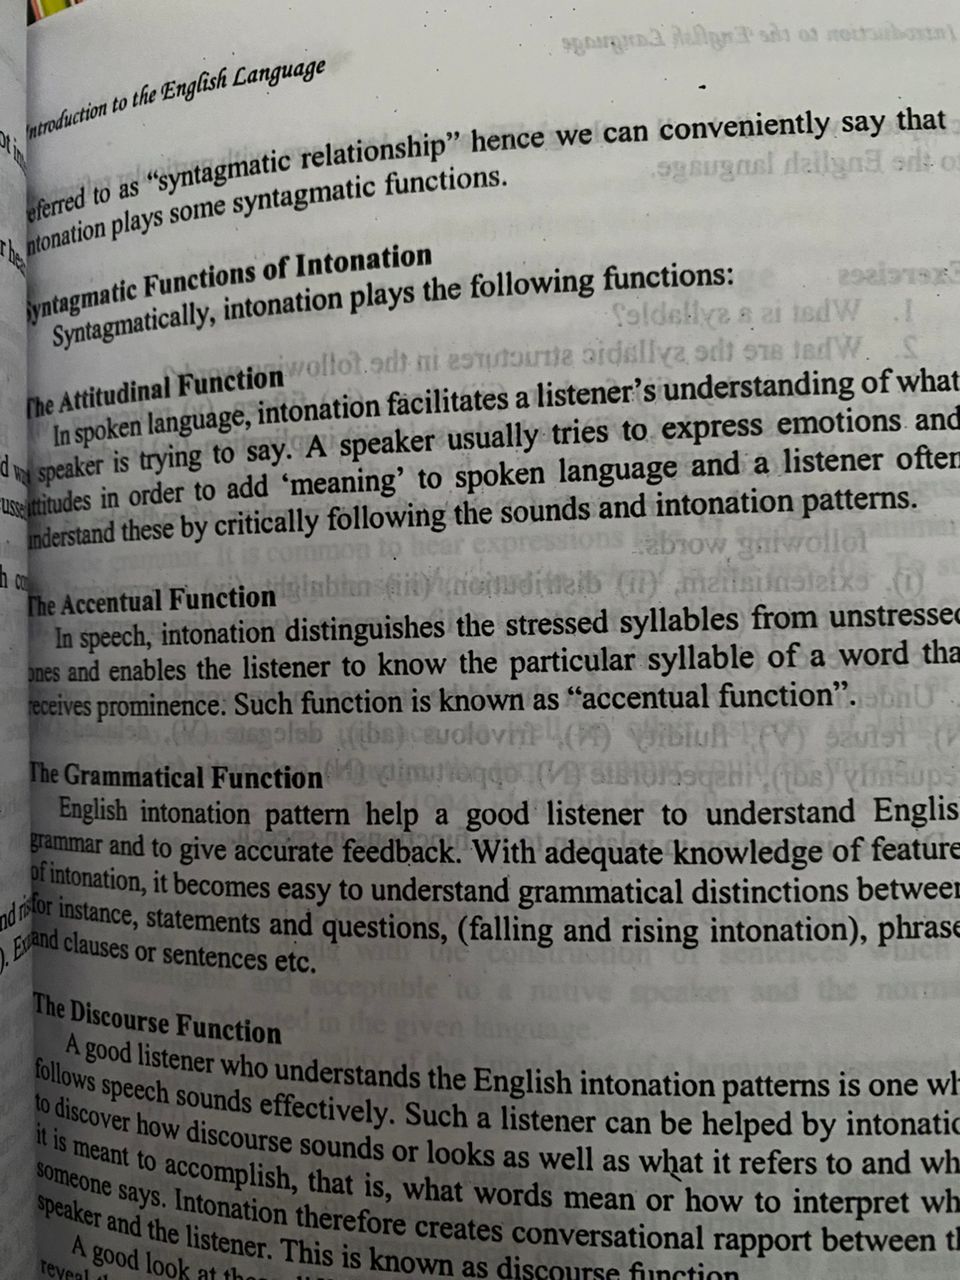 Introduction to the English Language
eferred to as “syntagmatic relationship” hence we can conveniently say that
ntonation plays some syntagmatic functions.
Syntagmatic Functions of Intonation
Syntagmatically, intonation plays the following functions:
The Attitudinal Function
In spoken language, intonation facilitates a listener’s understanding of what
speaker is trying to say. A speaker usually tries to express emotions and
attitudes in order to add ‘meaning’ to spoken language and a listener often
understand these by critically following the sounds and intonation patterns.
The Accentual Function
In speech, intonation distinguishes the stressed syllables from unstressed
ones and enables the listener to know the particular syllable of a word tha
receives prominence. Such function is known as “accentual function”.
The Grammatical Function
English intonation pattern help a good listener to understand Englis
grammar and to give accurate feedback. With adequate knowledge of feature
of intonation, it becomes easy to understand grammatical distinctions between
for instance, statements and questions, (falling and rising intonation), phrase
and clauses or sentences etc.
The Discourse Function
A good listener who understands the English intonation patterns is one wh
follows speech sounds effectively. Such a listener can be helped by intonatio
to discover how discourse sounds or looks as well as what it refers to and wh
it is meant to accomplish, that is, what words mean or how to interpret wh
someone says. Intonation therefore creates conversational rapport between th
speaker and the listener. This is known as discourse function.
A good look at